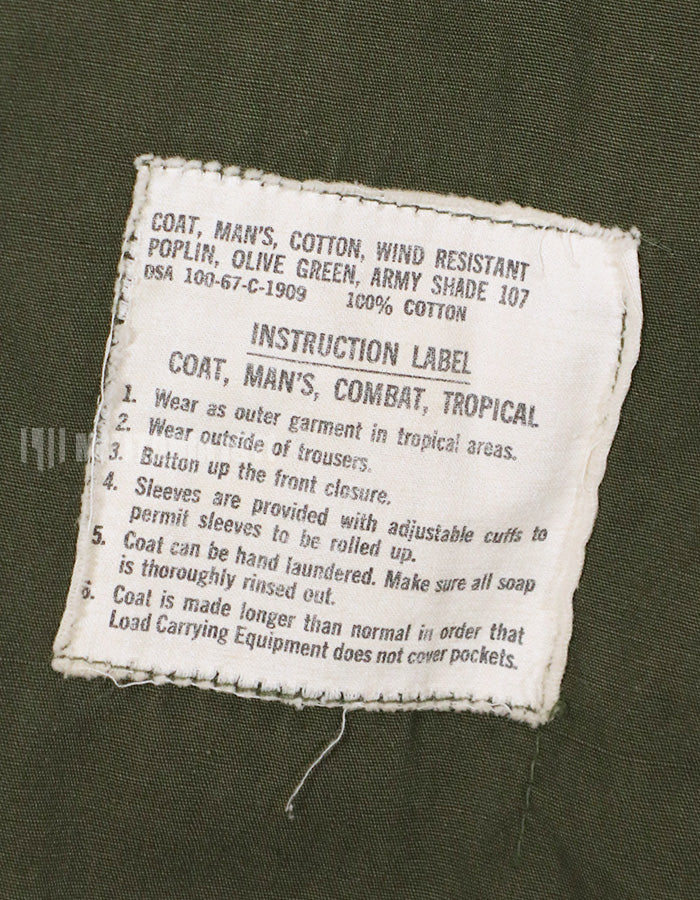 COAT, MAN'S, COTTON, WIND RESISTANT
POPLIN, OLIVE GREEN, ARMY SHADE 107
DSA 100-67-C-1909 100% COTTON
INSTRUCTION LABEL
COAT, MAN'S, COMBAT, TROPICAL
1. Wear as outer garment in tropical areas.
2. Wear outside of trousers.
3. Button up the front closure.
4. Sleeves are provided with adjustable cuffs to
permit sleeves to be rolled up.
5. Coat can be hand laundered. Make sure all soap
is thoroughly rinsed out.
6. Coat is made longer than normal in order that
Load Carrying Equipment does not cover pockets.